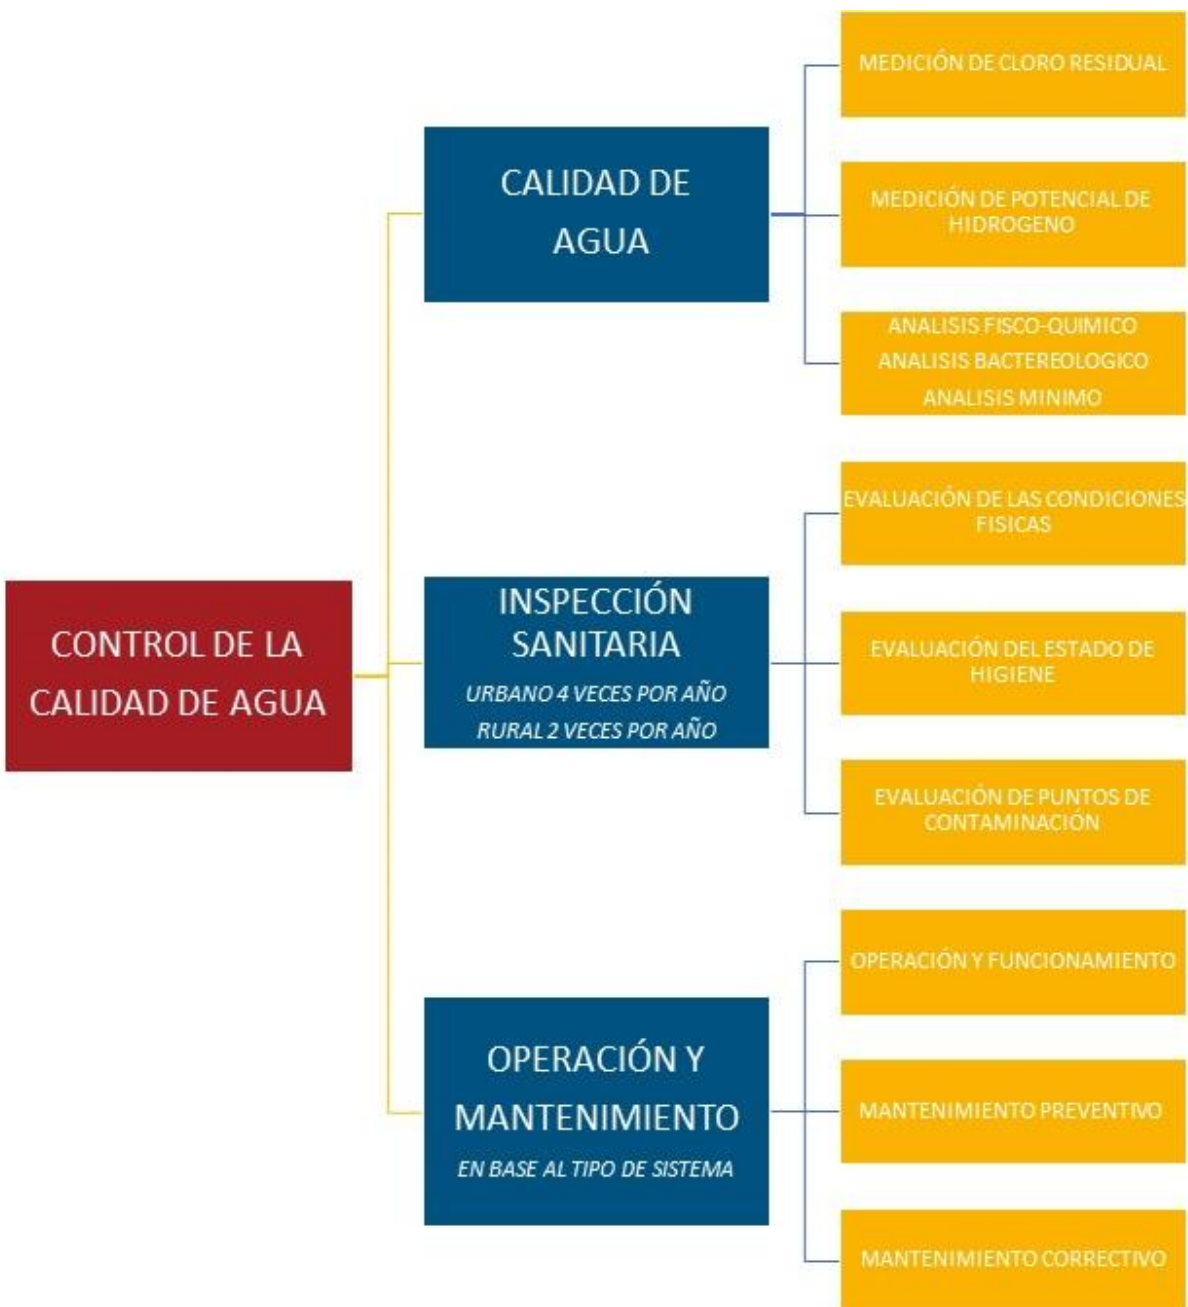 CONTROL DE LA
CALIDAD DE AGUA
CALIDAD DE
AGUA
MEDICIÓN DE CLORO RESIDUAL
MEDICIÓN DE POTENCIAL DE
HIDROGENO
ANALISIS FISCO-QUIMICO
ANALISIS BACTEREOLOGICO
ANALISIS MINIMO
INSPECCIÓN
SANITARIA
URBANO 4 VECES POR AÑO
RURAL 2 VECES POR AÑO
EVALUACIÓN DE LAS CONDICIONES
FISICAS
EVALUACIÓN DEL ESTADO DE
HIGIENE
EVALUACIÓN DE PUNTOS DE
CONTAMINACIÓN
OPERACIÓN Y
MANTENIMIENTO
EN BASE AL TIPO DE SISTEMA
OPERACIÓN Y FUNCIONAMIENTO
MANTENIMIENTO PREVENTIVO
MANTENIMIENTO CORRECTIVO